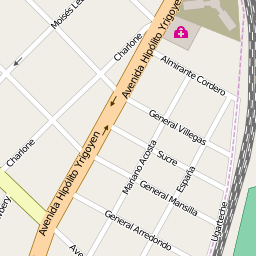 Moisés Le
Charlone
Avenida Hipólito Yrigoyen
Almirante Cordero
General Villegas
Charlone
Avenida Hipólito Yrigoyen
Sucre
Mariano Acosta
España
General Mansilla
General Arredondo
Ugarteche
wbery
Ave